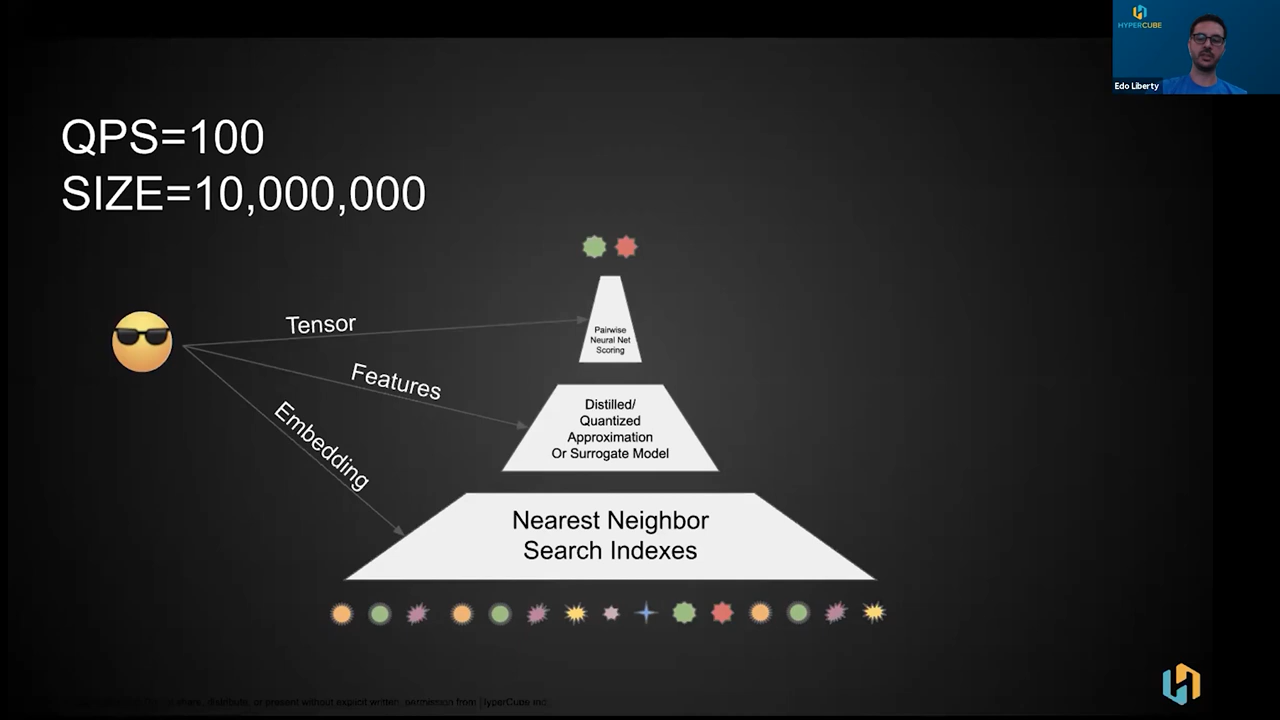 HYPERCUBE
Edo Liberty
QPS=100
SIZE=10,000,000
Tensor
Features
Embedding
Pairwise
Neural Net
Scoring
Distilled/
Quantized
Approximation
Or Surrogate Model
Nearest Neighbor
Search Indexes
share, distribute, or present without explicit written permission from HyperCube Inc.